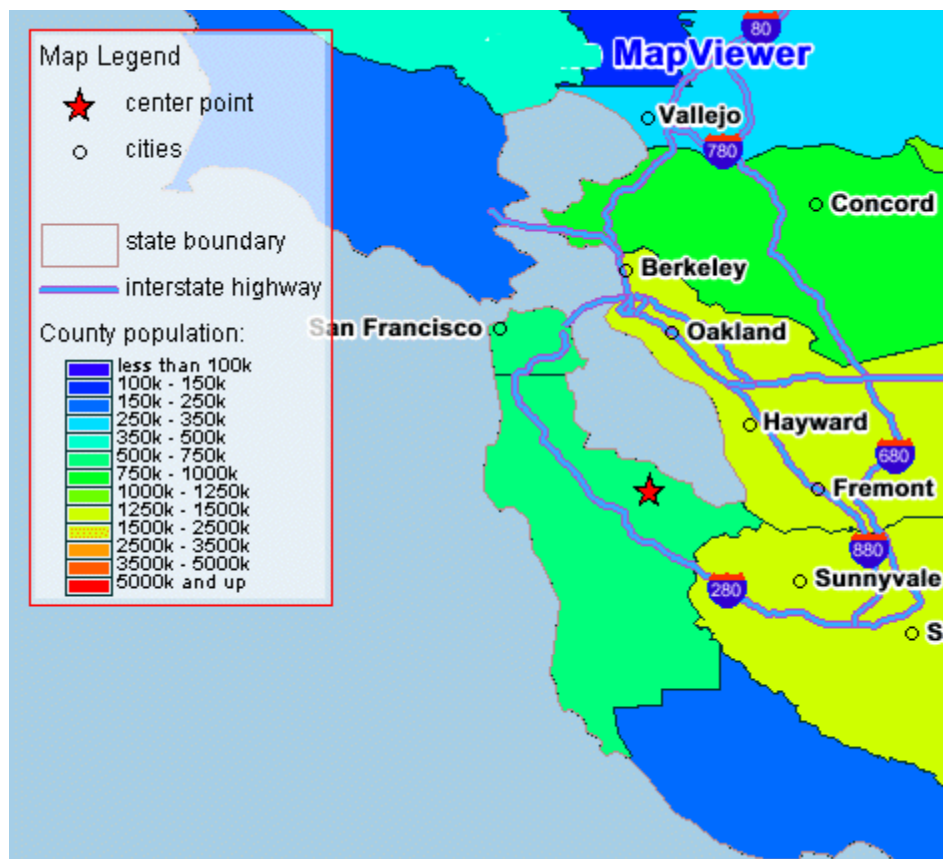 Map Legend
center point
cities
state boundary
interstate highway
County population:
less than 100k
100k - 150k
150k - 250k
250k - 350k
350k - 500k
500k - 750k
750k - 1000k
1000k - 1250k
1250k - 1500k
1500k - 2500k
2500k - 3500k
3500k - 5000k
5000k and up
80
MapViewer
Vallejo
780
Concord
Berkeley
San Francisco
Oakland
Hayward
680
Fremont
880
Sunnyvale
280
S